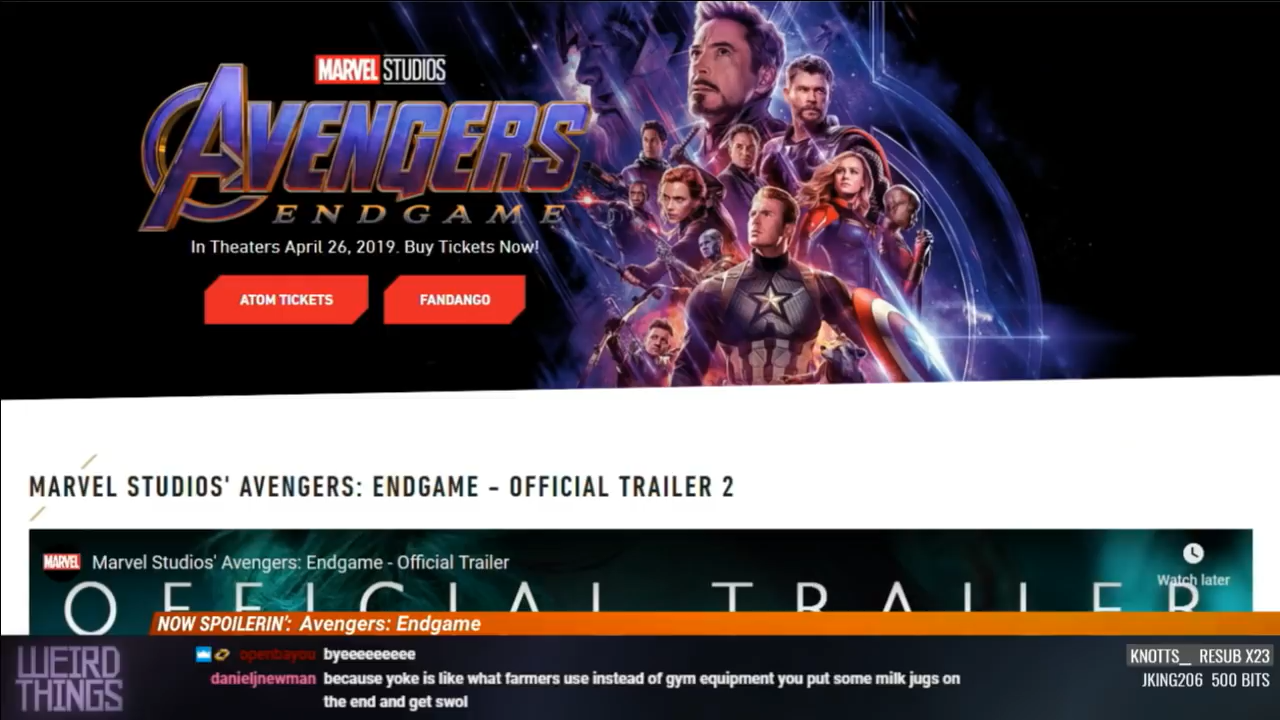 MARVEL STUDIOS
AVENGERS
ENDGAME
In Theaters April 26, 2019. Buy Tickets Now!
ATOM TICKETS
FANDANGO
MARVEL STUDIOS' AVENGERS: ENDGAME – OFFICIAL TRAILER 2
MARVEL Marvel Studios' Avengers: Endgame - Official Trailer
Watch later
OFFICIAL TRAILER
NOW SPOILERIN': Avengers: Endgame
WEIRD
THINGS
openbayou byeeeeeeeee
danieljnewman because yoke is like what farmers use instead of gym equipment you put some milk jugs on
the end and get swol
KNOTTS_ RESUB X23
JKING206 500 BITS